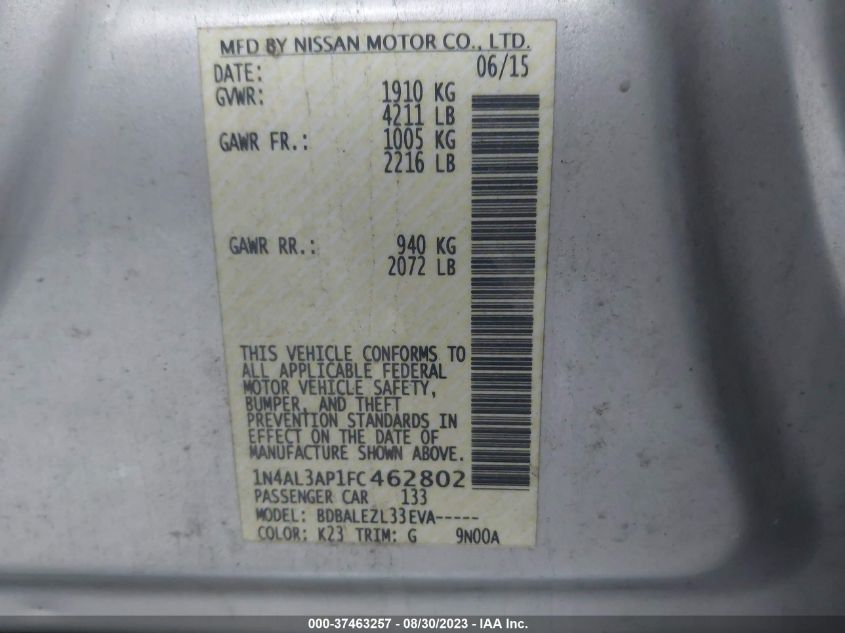 MFD BY NISSAN MOTOR CO., LTD.
DATE: 06/15
GVWR: 1910 KG
4211 LB
GAWR FR.: 1005 KG
2216 LB
GAWR RR.: 940 KG
2072 LB
THIS VEHICLE CONFORMS TO
ALL APPLICABLE FEDERAL
MOTOR VEHICLE SAFETY,
BUMPER, AND THEFT
PREVENTION STANDARDS IN
EFFECT ON THE DATE OF
MANUFACTURE SHOWN ABOVE.
1N4AL3AP1FC462802
PASSENGER CAR 133
MODEL: BDBALEZL33EVA-----
COLOR: K23 TRIM: G 9N00A
000-37463257 - 08/30/2023 - IAA Inc.